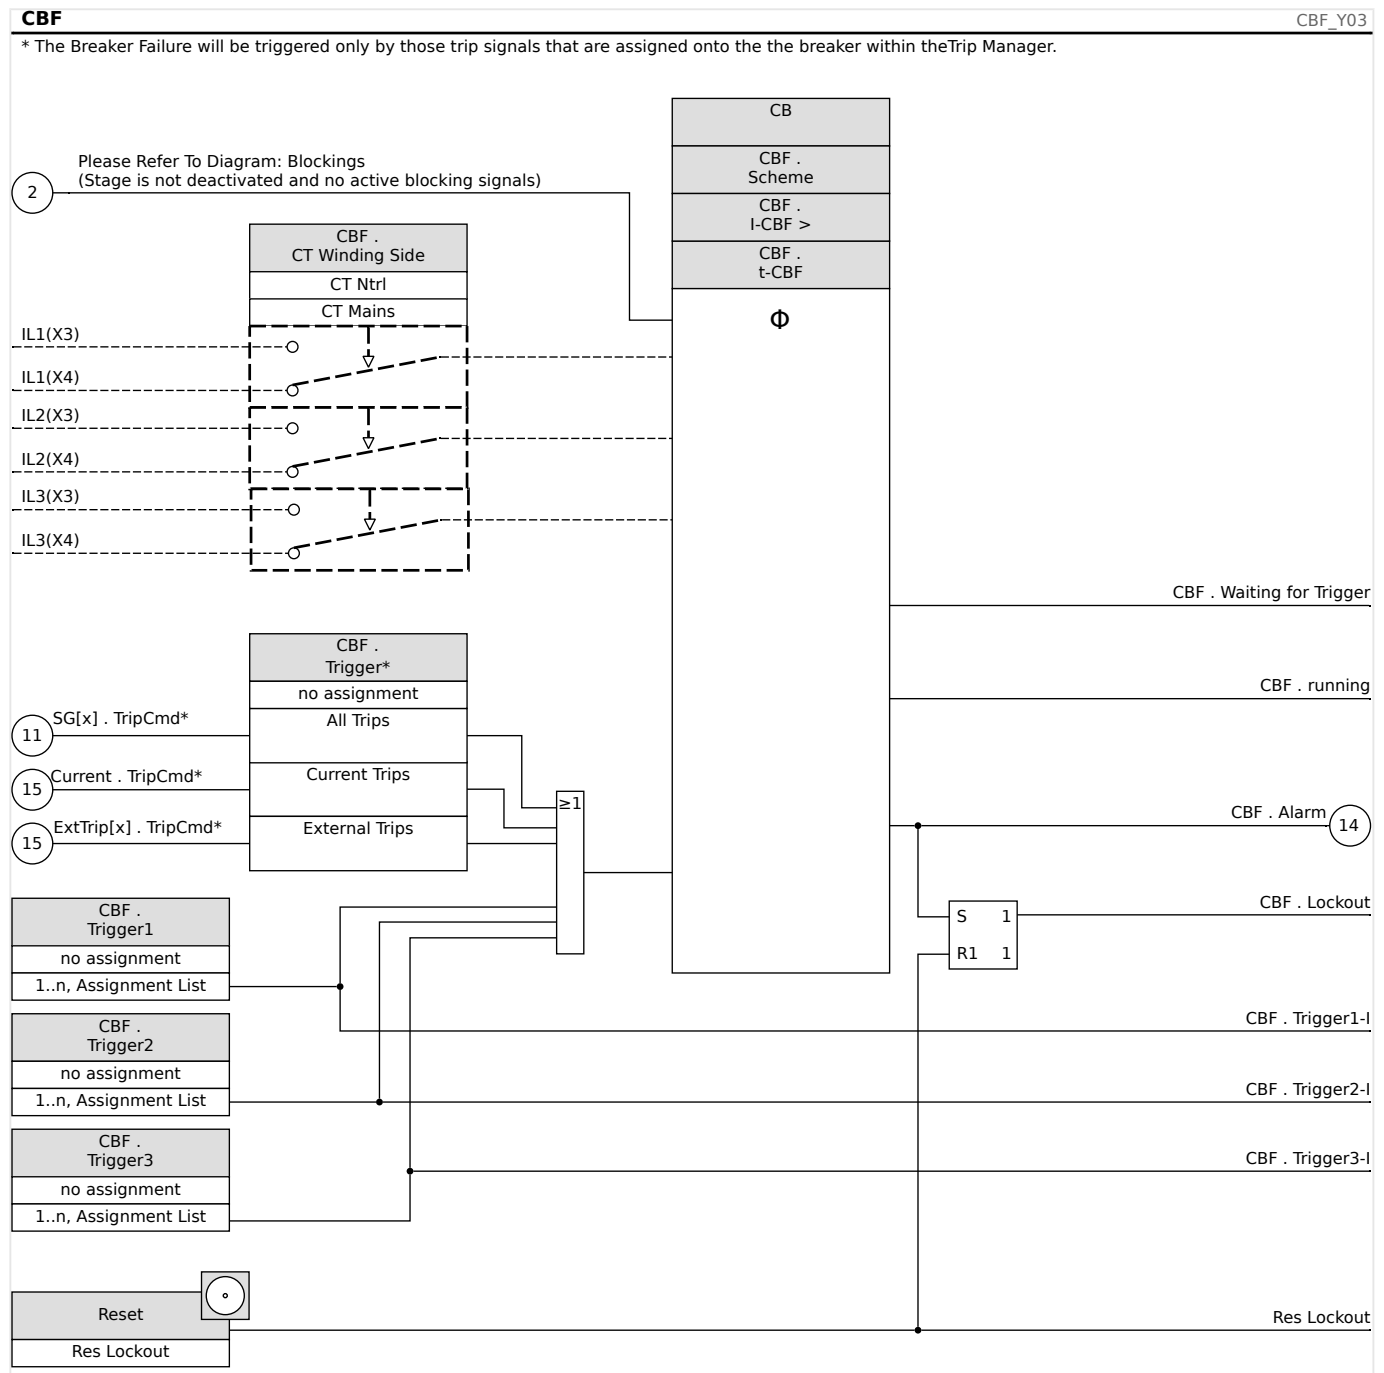 CBF
CBF_Y03
* The Breaker Failure will be triggered only by those trip signals that are assigned onto the the breaker within theTrip Manager.
CB
CBF .
Scheme
CBF .
I-CBF >
CBF .
t-CBF
Φ
Please Refer To Diagram: Blockings
(Stage is not deactivated and no active blocking signals)
2
CBF .
CT Winding Side
CT Ntrl
CT Mains
IL1(X3)
IL1(X4)
IL2(X3)
IL2(X4)
IL3(X3)
IL3(X4)
CBF . Waiting for Trigger
CBF . running
CBF .
Trigger*
no assignment
All Trips
Current Trips
External Trips
SG[x] . TripCmd*
11
Current . TripCmd*
15
ExtTrip[x] . TripCmd*
15
≥1
CBF . Alarm
14
CBF . Lockout
S 1
R1 1
CBF .
Trigger1
no assignment
1..n, Assignment List
CBF . Trigger1-I
CBF .
Trigger2
no assignment
1..n, Assignment List
CBF . Trigger2-I
CBF .
Trigger3
no assignment
1..n, Assignment List
CBF . Trigger3-I
Reset
Res Lockout
Res Lockout